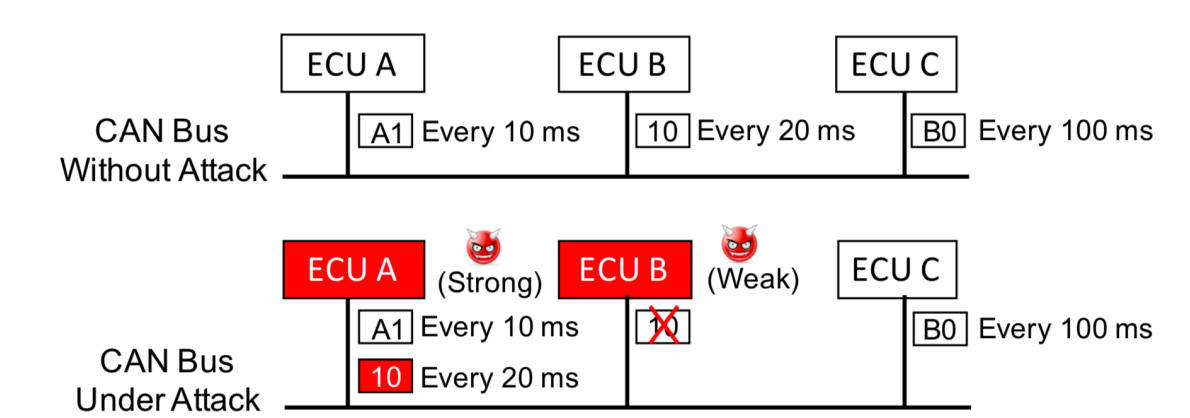 ECU A
ECU B
ECU C
CAN Bus
Without Attack
A1 Every 10 ms
10 Every 20 ms
B0 Every 100 ms
ECU A
(Strong)
ECU B
(Weak)
ECU C
CAN Bus
Under Attack
A1 Every 10 ms
10
B0 Every 100 ms
10 Every 20 ms